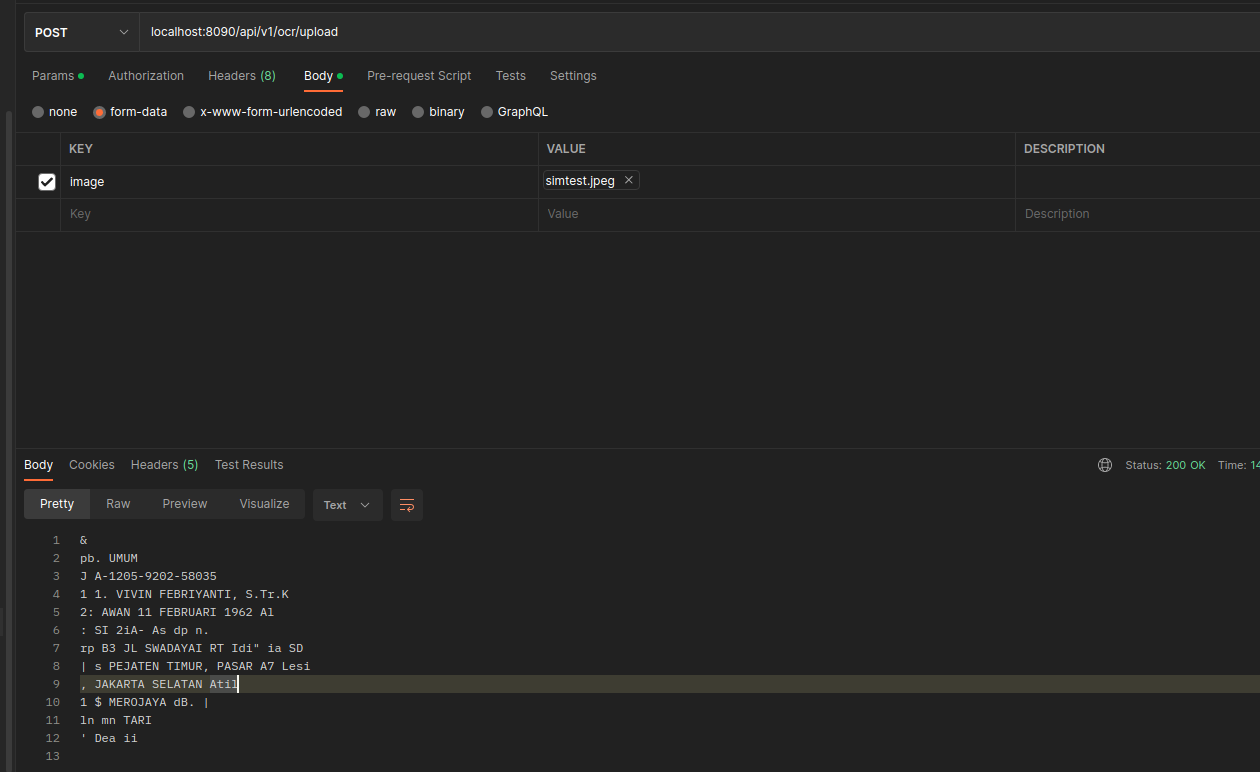 POST localhost:8090/api/v1/ocr/upload
Params Authorization Headers (8) Body Pre-request Script Tests Settings
none form-data x-www-form-urlencoded raw binary GraphQL
KEY VALUE DESCRIPTION
image simtest.jpeg
Key Value Description
Body Cookies Headers (5) Test Results Status: 200 OK Time: 14
Pretty Raw Preview Visualize Text
1 &
2 pb. UMUM
3 J A-1205-9202-58035
4 1 1. VIVIN FEBRIYANTI, S.Tr.K
5 2: AWAN 11 FEBRUARI 1962 Al
6 : SI 2iA- As dp n.
7 rp B3 JL SWADAYAI RT Idi" ia SD
8 | s PEJATEN TIMUR, PASAR A7 Lesi
9 , JAKARTA SELATAN Atil
10 1 $ MEROJAYA dB. |
11 ln mn TARI
12 ' Dea ii
13